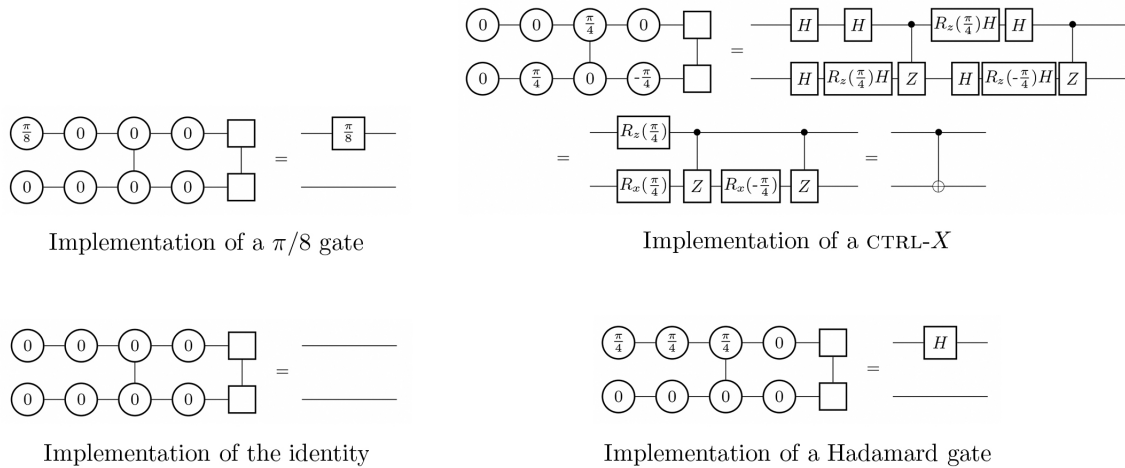 0 0 π/4 0
=
H H R_z(π/4)H H
0 π/4 0 -π/4
H R_z(π/4)H Z H R_z(-π/4)H Z
π/8 0 0 0
=
π/8
0 0 0 0
Implementation of a π/8 gate
=
R_z(π/4)
=
R_x(π/4) Z R_x(-π/4) Z
Implementation of a CTRL-X
0 0 0 0
=
0 0 0 0
Implementation of the identity
π/4 π/4 π/4 0
=
H
0 0 0 0
Implementation of a Hadamard gate